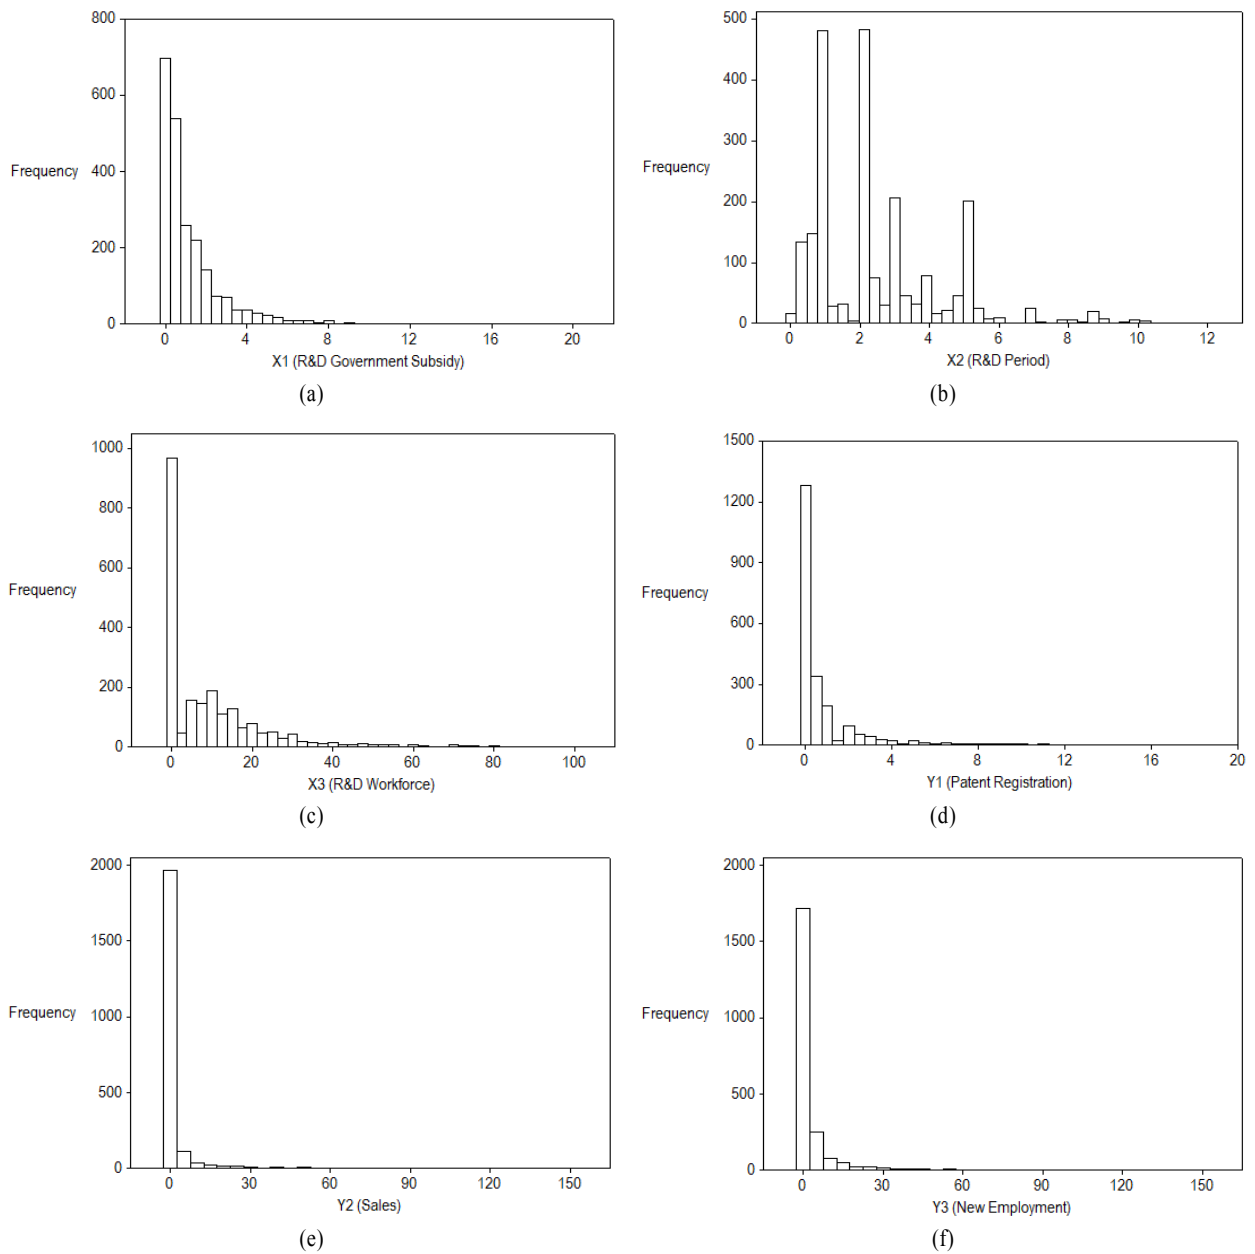 800
600
Frequency
400
200
0
0 4 8 12 16 20
X1 (R&D Government Subsidy)
(a)
500
400
300
Frequency
200
100
0
0 2 4 6 8 10 12
X2 (R&D Period)
(b)
1000
800
600
Frequency
400
200
0
0 20 40 60 80 100
X3 (R&D Workforce)
(c)
1500
1200
900
Frequency
600
300
0
0 4 8 12 16 20
Y1 (Patent Registration)
(d)
2000
1500
Frequency
1000
500
0
0 30 60 90 120 150
Y2 (Sales)
(e)
2000
1500
Frequency
1000
500
0
0 30 60 90 120 150
Y3 (New Employment)
(f)